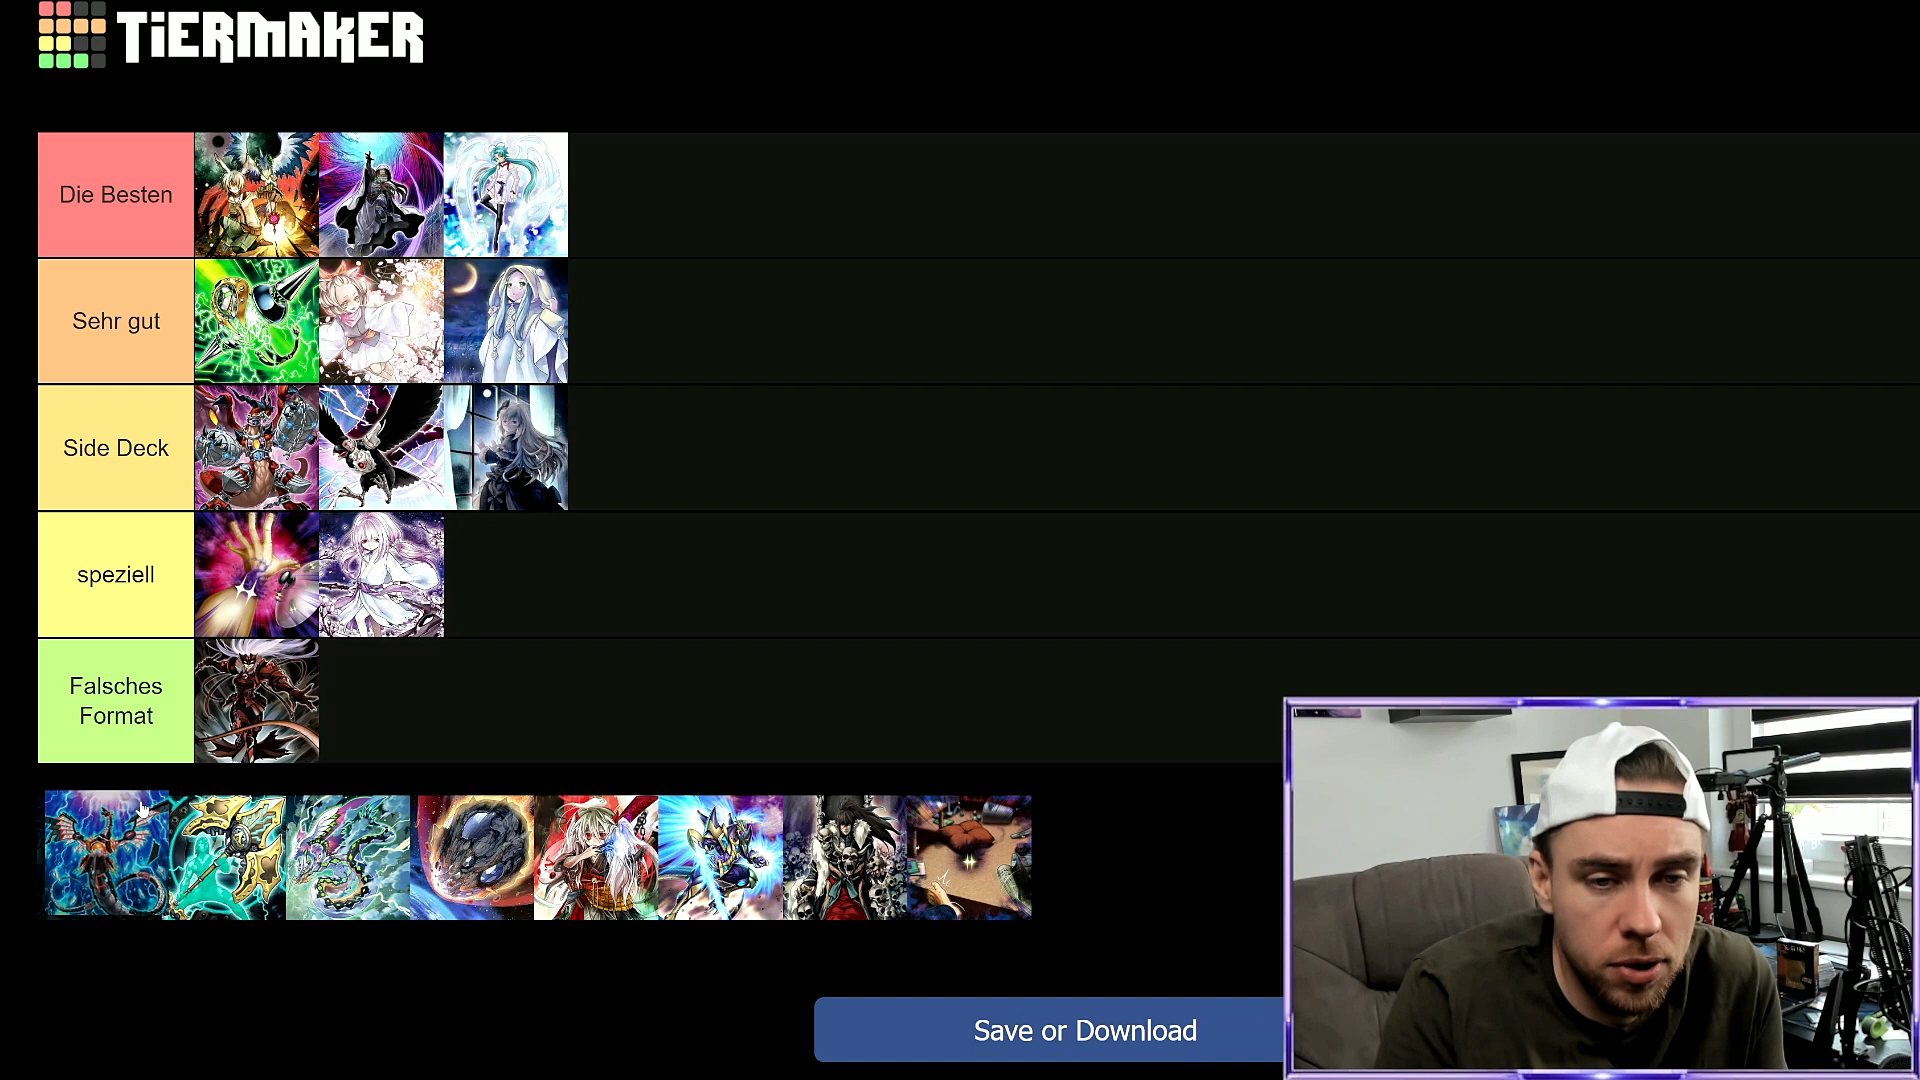 TiERMAKER
Die Besten
Sehr gut
Side Deck
speziell
Falsches
Format
Save or Download